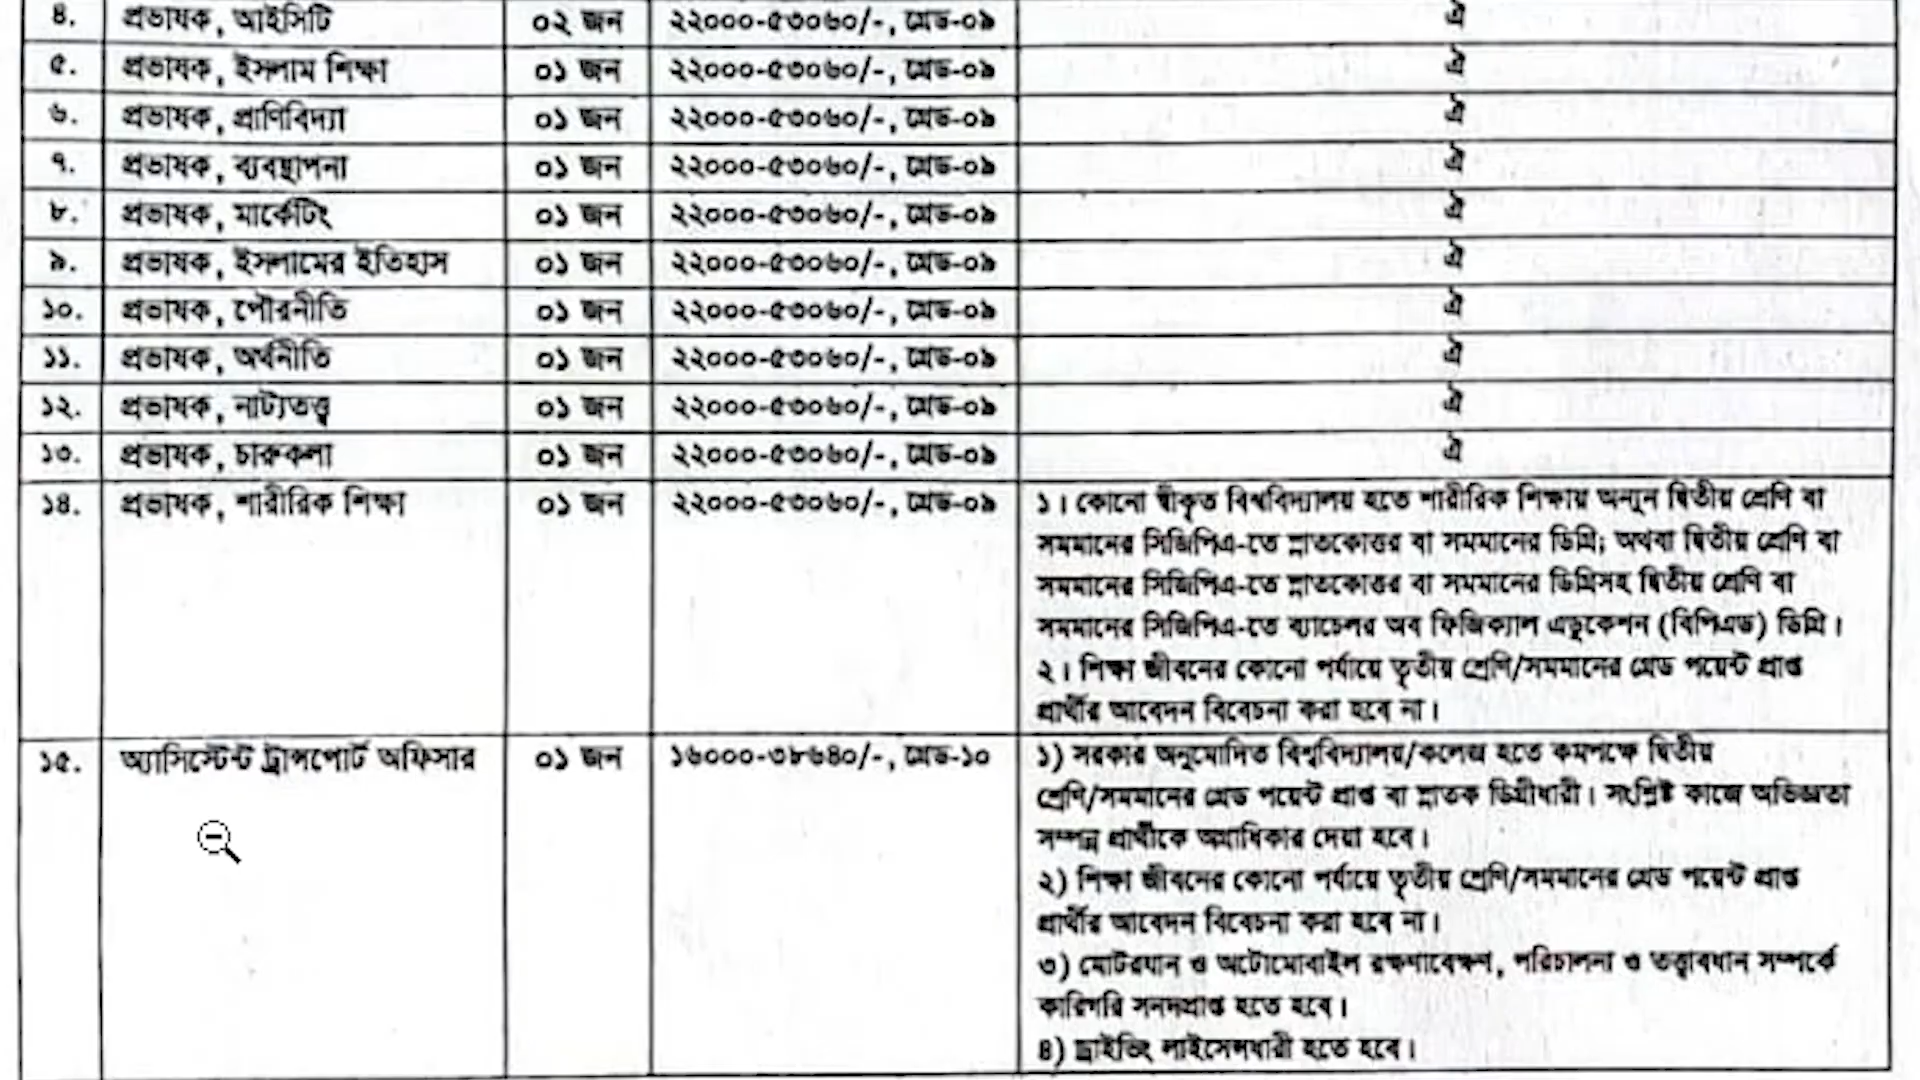 ৪. প্রভাষক, আইসিটি ০২ জন ২২০০০-৫৩০৬০/-, গ্রেড-০৯ ঐ
৫. প্রভাষক, ইসলাম শিক্ষা ০১ জন ২২০০০-৫৩০৬০/-, গ্রেড-০৯ ঐ
৬. প্রভাষক, প্রাণিবিদ্যা ০১ জন ২২০০০-৫৩০৬০/-, গ্রেড-০৯ ঐ
৭. প্রভাষক, ব্যবস্থাপনা ০১ জন ২২০০০-৫৩০৬০/-, গ্রেড-০৯ ঐ
৮. প্রভাষক, মার্কেটিং ০১ জন ২২০০০-৫৩০৬০/-, গ্রেড-০৯ ঐ
৯. প্রভাষক, ইসলামের ইতিহাস ০১ জন ২২০০০-৫৩০৬০/-, গ্রেড-০৯ ঐ
১০. প্রভাষক, পৌরনীতি ০১ জন ২২০০০-৫৩০৬০/-, গ্রেড-০৯ ঐ
১১. প্রভাষক, অর্থনীতি ০১ জন ২২০০০-৫৩০৬০/-, গ্রেড-০৯ ঐ
১২. প্রভাষক, নাট্যতত্ত্ব ০১ জন ২২০০০-৫৩০৬০/-, গ্রেড-০৯ ঐ
১৩. প্রভাষক, চারুকলা ০১ জন ২২০০০-৫৩০৬০/-, গ্রেড-০৯ ঐ
১৪. প্রভাষক, শারীরিক শিক্ষা ০১ জন ২২০০০-৫৩০৬০/-, গ্রেড-০৯ ১। কোনো স্বীকৃত বিশ্ববিদ্যালয় হতে শারীরিক শিক্ষায় অন্যূন দ্বিতীয় শ্রেণি বা
সমমানের সিজিপিএ-তে স্নাতকোত্তর বা সমমানের ডিগ্রি; অথবা দ্বিতীয় শ্রেণি বা
সমমানের সিজিপিএ-তে স্নাতকোত্তর বা সমমানের ডিগ্রিসহ দ্বিতীয় শ্রেণি বা
সমমানের সিজিপিএ-তে ব্যাচেলর অব ফিজিক্যাল এডুকেশন (বিপিএড) ডিগ্রি।
২। শিক্ষা জীবনের কোনো পর্যায়ে তৃতীয় শ্রেণি/সমমানের গ্রেড পয়েন্ট প্রাপ্ত
প্রার্থীর আবেদন বিবেচনা করা হবে না।
১৫. অ্যাসিস্টেন্ট ট্রান্সপোর্ট অফিসার ০১ জন ১৬০০০-৩৮৬৪০/-, গ্রেড-১০ ১) সরকার অনুমোদিত বিশ্ববিদ্যালয়/কলেজ হতে কমপক্ষে দ্বিতীয়
শ্রেণি/সমমানের গ্রেড পয়েন্ট প্রাপ্ত বা স্নাতক ডিগ্রীধারী। সংশ্লিষ্ট কাজে অভিজ্ঞতা
সম্পন্ন প্রার্থীকে অগ্রাধিকার দেয়া হবে।
২) শিক্ষা জীবনের কোনো পর্যায়ে তৃতীয় শ্রেণি/সমমানের গ্রেড পয়েন্ট প্রাপ্ত
প্রার্থীর আবেদন বিবেচনা করা হবে না।
৩) মোটরযান ও অটোমোবাইল রক্ষণাবেক্ষণ, পরিচালনা ও তত্ত্বাবধান সম্পর্কে
কারিগরি সনদপ্রাপ্ত হতে হবে।
৪) ড্রাইভিং লাইসেন্সধারী হতে হবে।